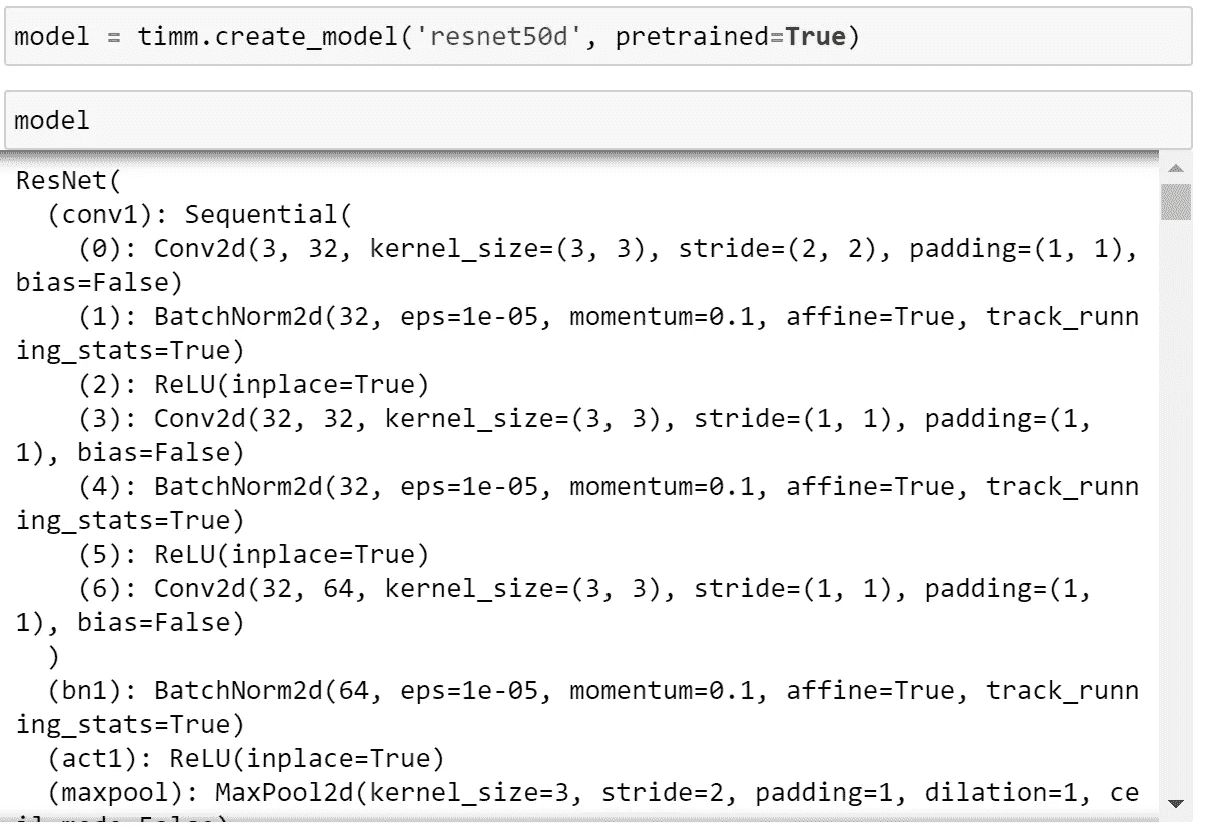 model = timm.create_model('resnet50d', pretrained=True)
model
ResNet(
  (conv1): Sequential(
    (0): Conv2d(3, 32, kernel_size=(3, 3), stride=(2, 2), padding=(1, 1),
bias=False)
    (1): BatchNorm2d(32, eps=1e-05, momentum=0.1, affine=True, track_runn
ing_stats=True)
    (2): ReLU(inplace=True)
    (3): Conv2d(32, 32, kernel_size=(3, 3), stride=(1, 1), padding=(1,
1), bias=False)
    (4): BatchNorm2d(32, eps=1e-05, momentum=0.1, affine=True, track_runn
ing_stats=True)
    (5): ReLU(inplace=True)
    (6): Conv2d(32, 64, kernel_size=(3, 3), stride=(1, 1), padding=(1,
1), bias=False)
  )
  (bn1): BatchNorm2d(64, eps=1e-05, momentum=0.1, affine=True, track_runn
ing_stats=True)
  (act1): ReLU(inplace=True)
  (maxpool): MaxPool2d(kernel_size=3, stride=2, padding=1, dilation=1, ce
il_mode=False)